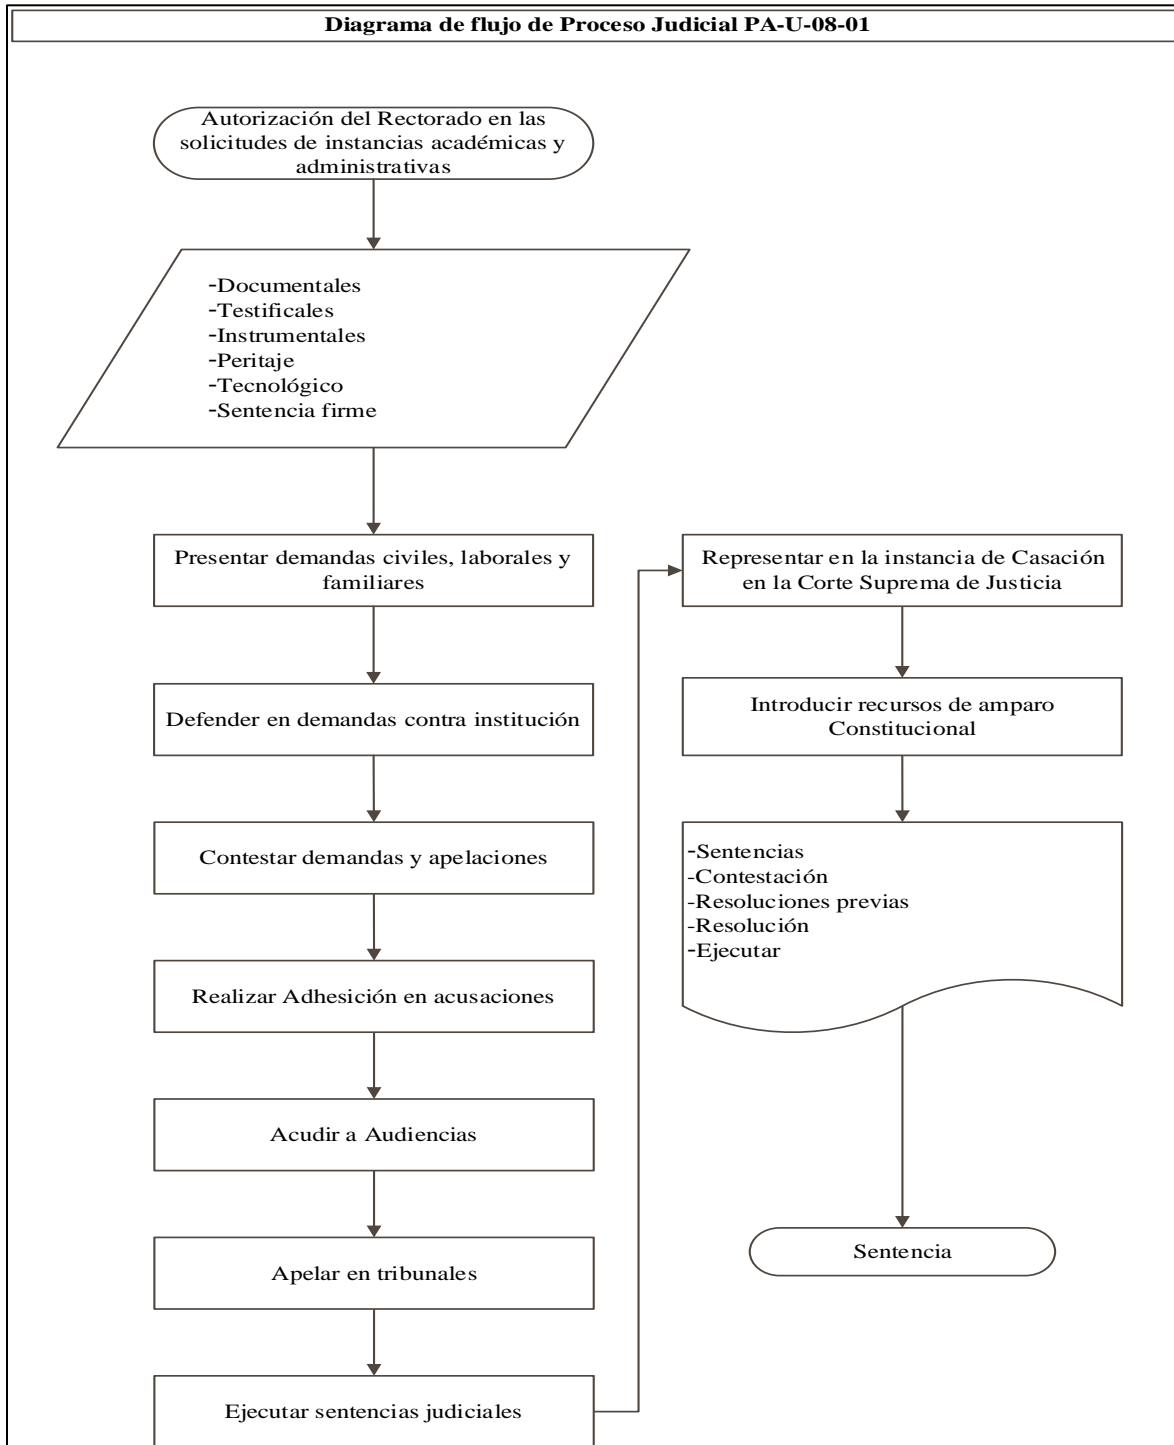 Diagrama de flujo de Proceso Judicial PA-U-08-01
Autorización del Rectorado en las
solicitudes de instancias académicas y
administrativas
-Documentales
-Testificales
-Instrumentales
-Peritaje
-Tecnológico
-Sentencia firme
Presentar demandas civiles, laborales y
familiares
Defender en demandas contra institución
Contestar demandas y apelaciones
Realizar Adhesición en acusaciones
Acudir a Audiencias
Apelar en tribunales
Ejecutar sentencias judiciales
Representar en la instancia de Casación
en la Corte Suprema de Justicia
Introducir recursos de amparo
Constitucional
-Sentencias
-Contestación
-Resoluciones previas
-Resolución
-Ejecutar
Sentencia